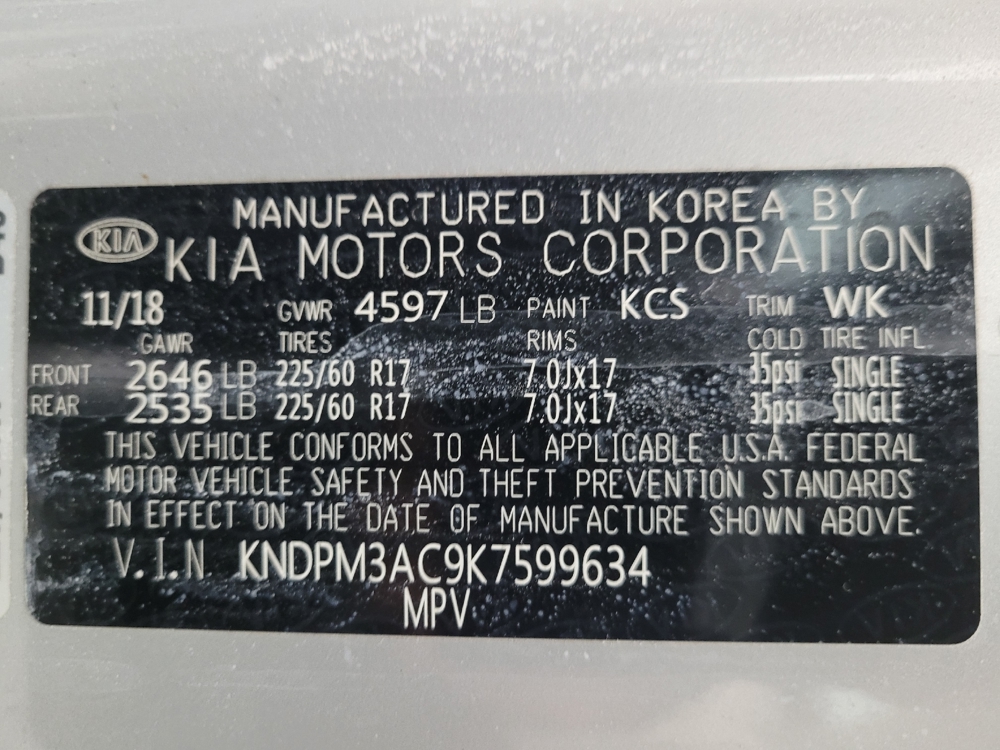 MANUFACTURED IN KOREA BY
KIA
KIA MOTORS CORPORATION
11/18 GVWR 4597 LB PAINT KCS TRIM WK
GAWR TIRES RIMS COLD TIRE INFL.
FRONT 2646 LB 225/60 R17 7.0Jx17 35psi SINGLE
REAR 2535 LB 225/60 R17 7.0Jx17 35psi SINGLE
THIS VEHICLE CONFORMS TO ALL APPLICABLE U.S.A. FEDERAL
MOTOR VEHICLE SAFETY AND THEFT PREVENTION STANDARDS
IN EFFECT ON THE DATE OF MANUFACTURE SHOWN ABOVE.
V.I.N KNDPM3AC9K7599634
MPV